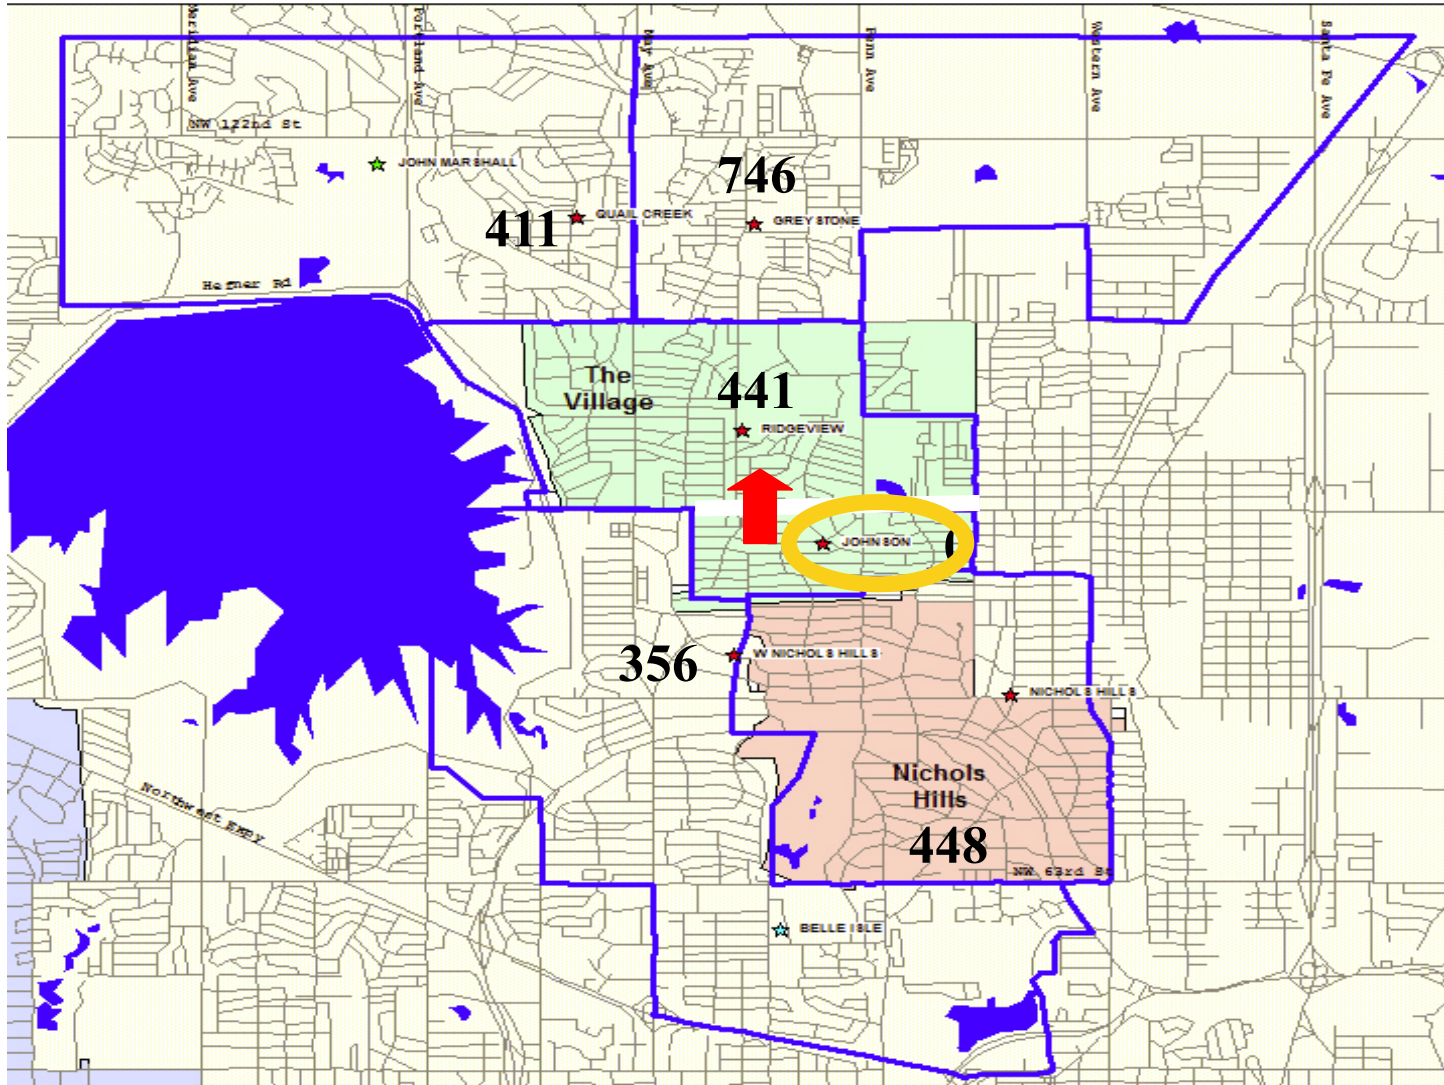 Meridian Ave
Portland Ave
May Ave
Penn Ave
Western Ave
Santa Fe Ave
NW 122nd St
JOHN MARSHALL
746
411
QUAIL CREEK
GREYSTONE
Hefner Rd
The
Village
441
RIDGEVIEW
JOHNSON
356
W NICHOLS HILLS
NICHOLS HILLS
Nichols
Hills
Northwest Expy
448
NW 63rd St
BELLE ISLE